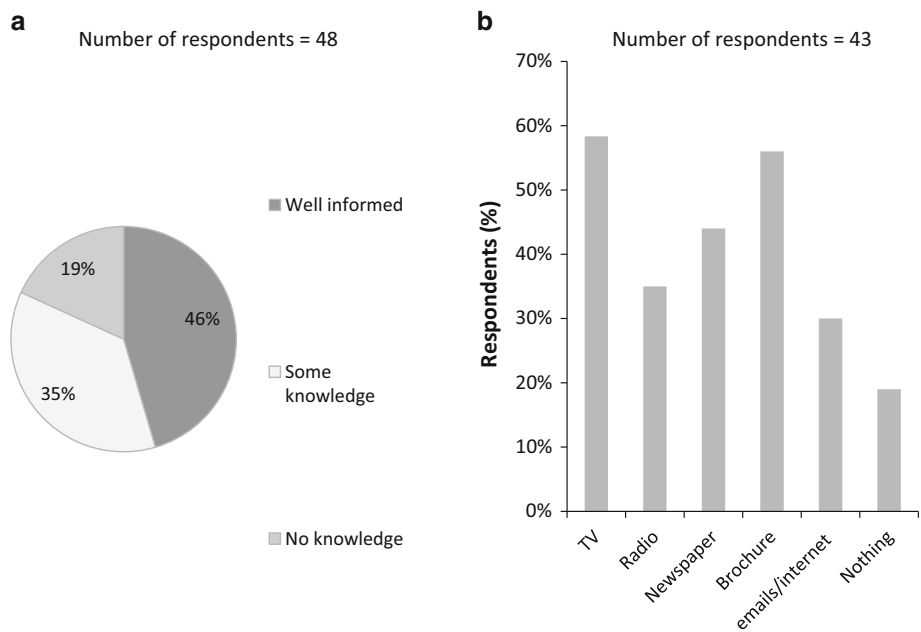 a
Number of respondents = 48
19%
46%
35%
Well informed
Some
knowledge
No knowledge
b
Number of respondents = 43
Respondents (%)
70%
60%
50%
40%
30%
20%
10%
0%
TV
Radio
Newspaper
Brochure
emails/internet
Nothing